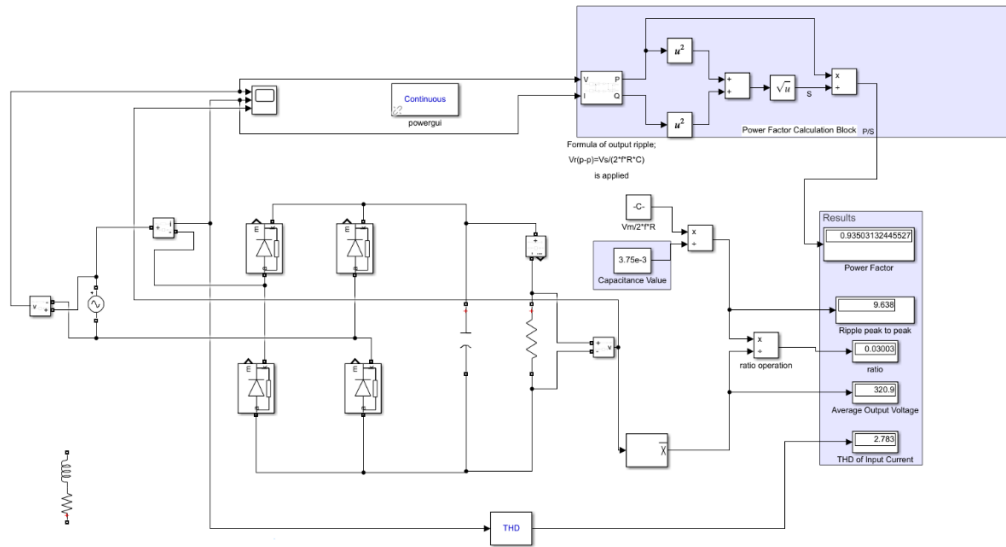 V
P
I
Q
u²
u²
+
+
√u
S
x
÷
Power Factor Calculation Block
P/S
Continuous
powergui
Formula of output ripple;
Vr(p-p)=Vs/(2*f*R*C)
is applied
-C-
Vm/2*f*R
3.75e-3
Capacitance Value
x
÷
Results
0.93503132445527
Power Factor
9.638
Ripple peak to peak
x
÷
ratio operation
0.03003
ratio
320.9
Average Output Voltage
2.783
THD of Input Current
E
E
+
i
-
v
-
+
+
E
E
+
-
v
X
THD